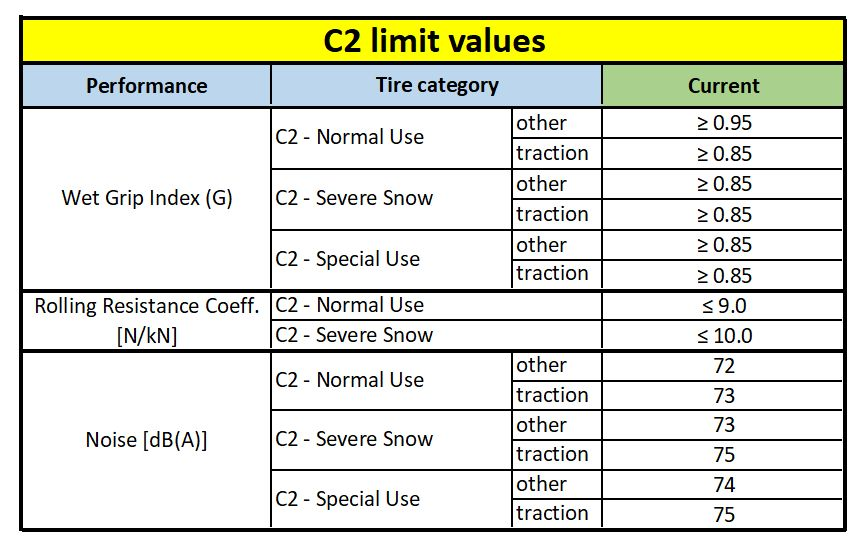 C2 limit values
Performance Tire category Current
Wet Grip Index (G) C2 - Normal Use other ≥ 0.95
traction ≥ 0.85
C2 - Severe Snow other ≥ 0.85
traction ≥ 0.85
C2 - Special Use other ≥ 0.85
traction ≥ 0.85
Rolling Resistance Coeff. C2 - Normal Use ≤ 9.0
[N/kN] C2 - Severe Snow ≤ 10.0
Noise [dB(A)] C2 - Normal Use other 72
traction 73
C2 - Severe Snow other 73
traction 75
C2 - Special Use other 74
traction 75